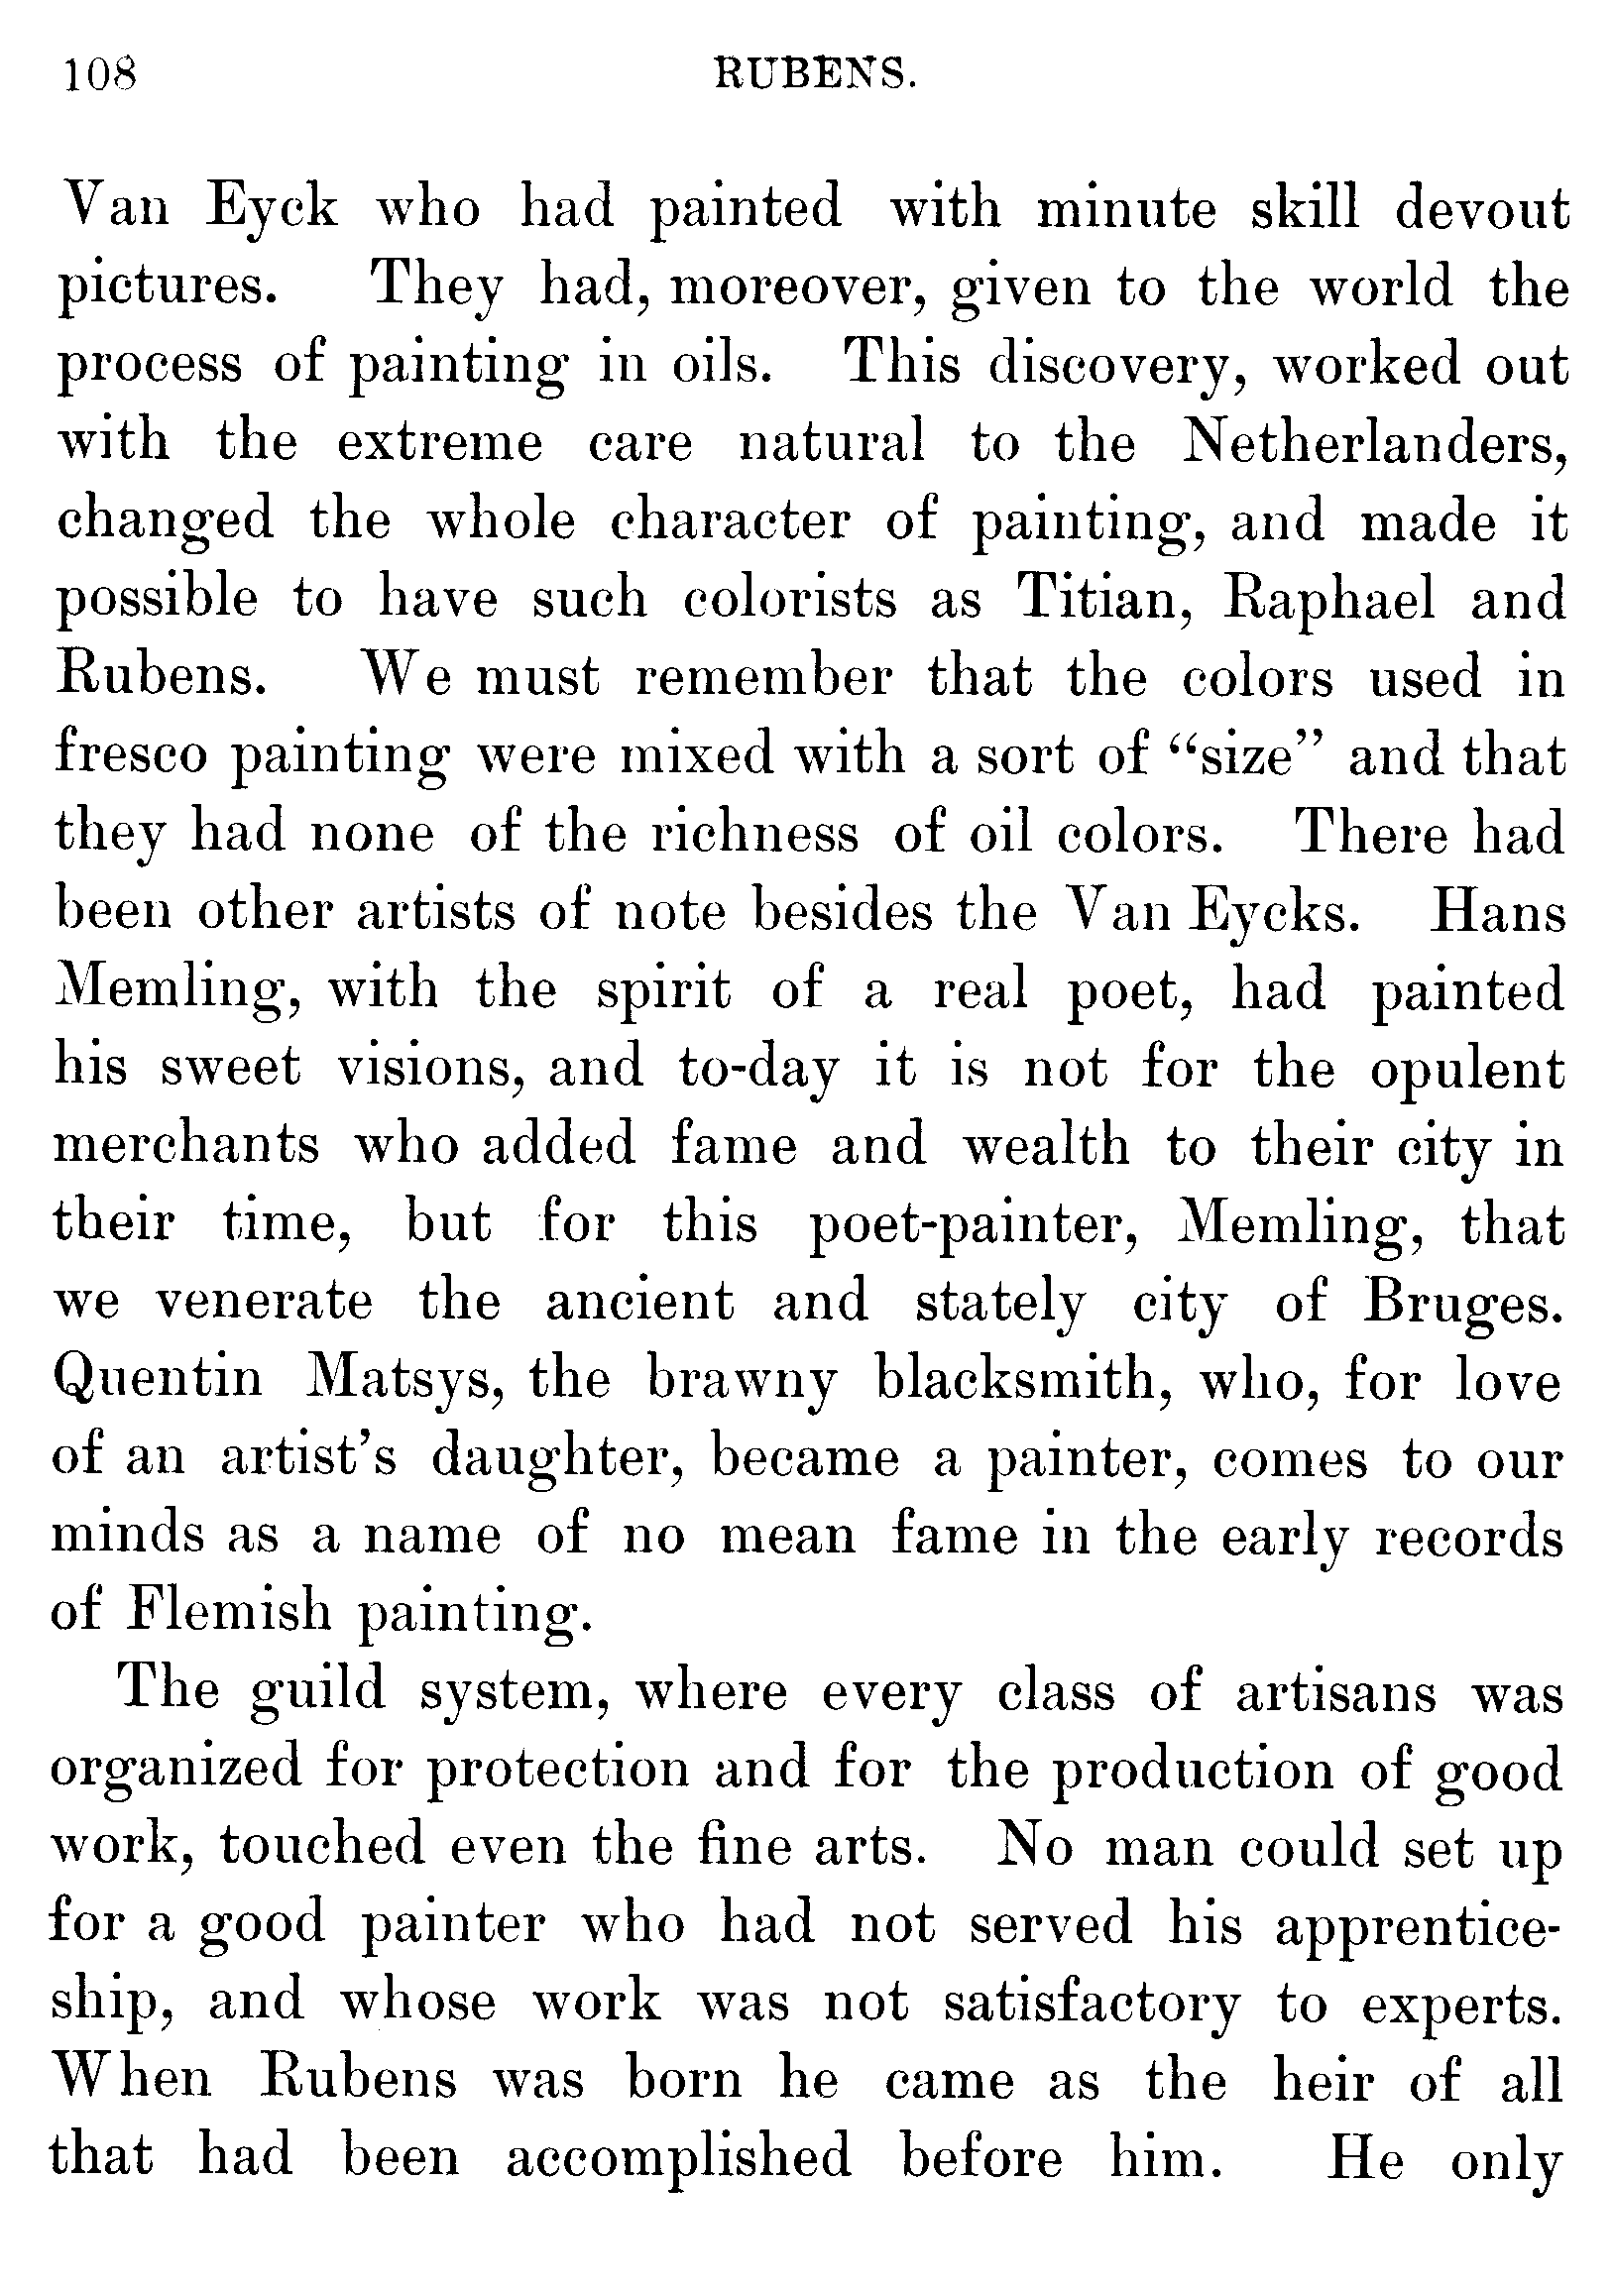 108 RUBENS.
Van Eyck who had painted with minute skill devout
pictures. They had, moreover, given to the world the
process of painting in oils. This discovery, worked out
with the extreme care natural to the Netherlanders,
changed the whole character of painting, and made it
possible to have such colorists as Titian, Raphael and
Rubens. We must remember that the colors used in
fresco painting were mixed with a sort of “size” and that
they had none of the richness of oil colors. There had
been other artists of note besides the Van Eycks. Hans
Memling, with the spirit of a real poet, had painted
his sweet visions, and to-day it is not for the opulent
merchants who added fame and wealth to their city in
their time, but for this poet-painter, Memling, that
we venerate the ancient and stately city of Bruges.
Quentin Matsys, the brawny blacksmith, who, for love
of an artist's daughter, became a painter, comes to our
minds as a name of no mean fame in the early records
of Flemish painting.
The guild system, where every class of artisans was
organized for protection and for the production of good
work, touched even the fine arts. No man could set up
for a good painter who had not served his apprentice-
ship, and whose work was not satisfactory to experts.
When Rubens was born he came as the heir of all
that had been accomplished before him. He only